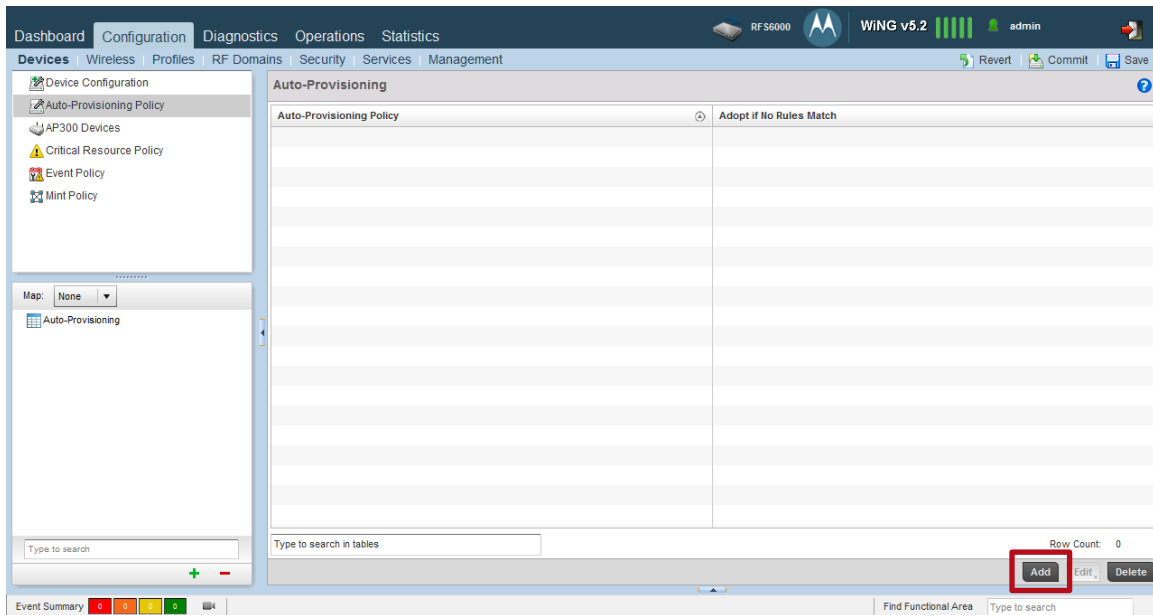 RFS6000 WiNG v5.2 admin
Dashboard Configuration Diagnostics Operations Statistics
Devices Wireless Profiles RF Domains Security Services Management Revert Commit Save
Device Configuration
Auto-Provisioning Policy
AP300 Devices
Critical Resource Policy
Event Policy
Mint Policy
Map: None
Auto-Provisioning
Type to search
Auto-Provisioning
Auto-Provisioning Policy Adopt if No Rules Match
Type to search in tables Row Count: 0
Add Edit Delete
Event Summary 0 0 0 0 Find Functional Area Type to search